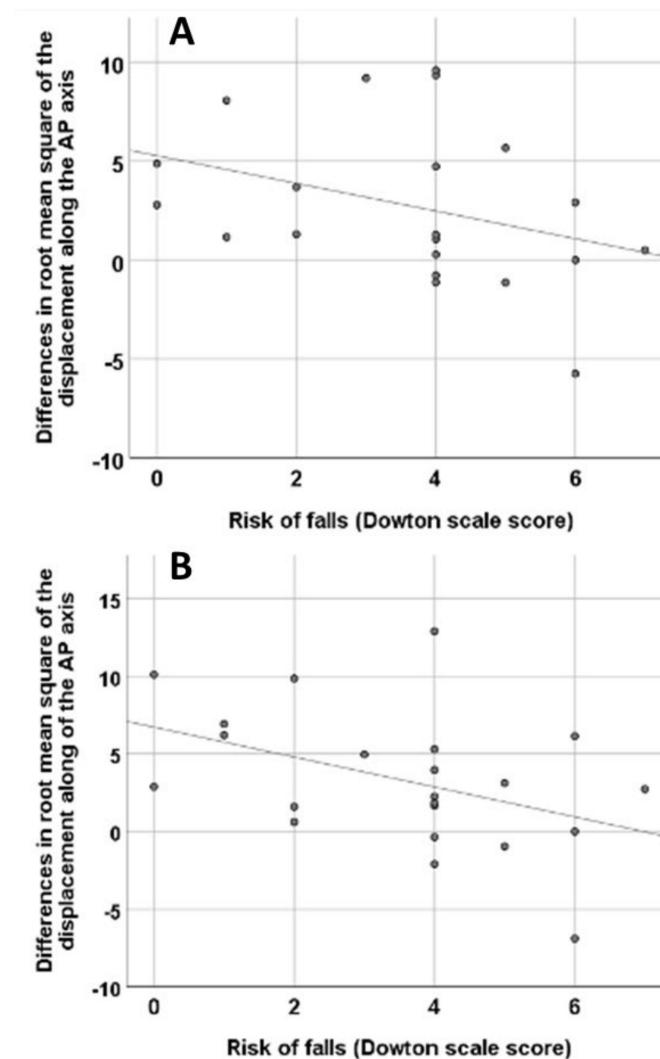 A
Differences in root mean square of the
displacement along the AP axis
10
5
0
-5
-10
0 2 4 6
Risk of falls (Dowton scale score)
B
Differences in root mean square of the
displacement along of the AP axis
15
10
5
0
-5
-10
0 2 4 6
Risk of falls (Dowton scale score)